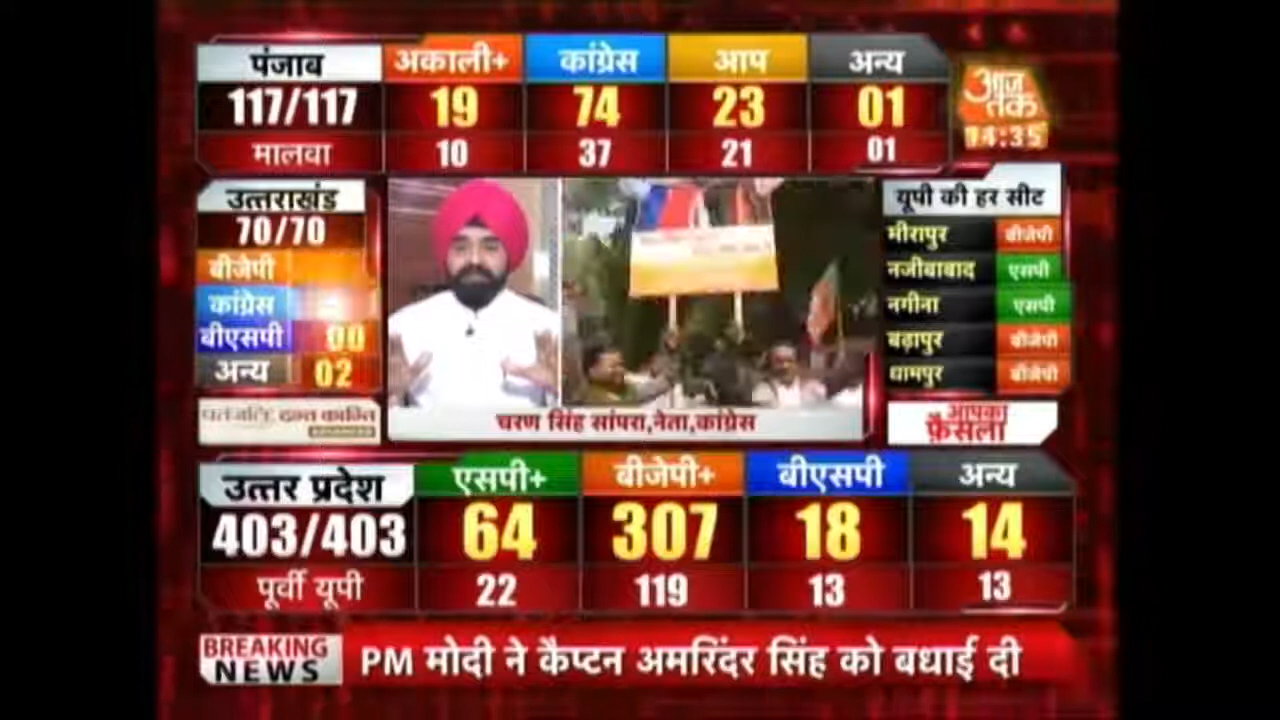 पंजाब अकाली+ कांग्रेस आप अन्य
117/117 19 74 23 01
मालवा 10 37 21 01
आज तक
14:35
उत्तराखंड
70/70
बीजेपी
कांग्रेस
बीएसपी 00
अन्य 02
पतंजलि दन्त कान्ति
चरण सिंह सांपरा,नेता,कांग्रेस
यूपी की हर सीट
मीरापुर बीजेपी
नजीबाबाद एसपी
नगीना एसपी
बढ़ापुर बीजेपी
धामपुर बीजेपी
आपका
फ़ैसला
उत्तर प्रदेश एसपी+ बीजेपी+ बीएसपी अन्य
403/403 64 307 18 14
पूर्वी यूपी 22 119 13 13
BREAKING NEWS PM मोदी ने कैप्टन अमरिंदर सिंह को बधाई दी